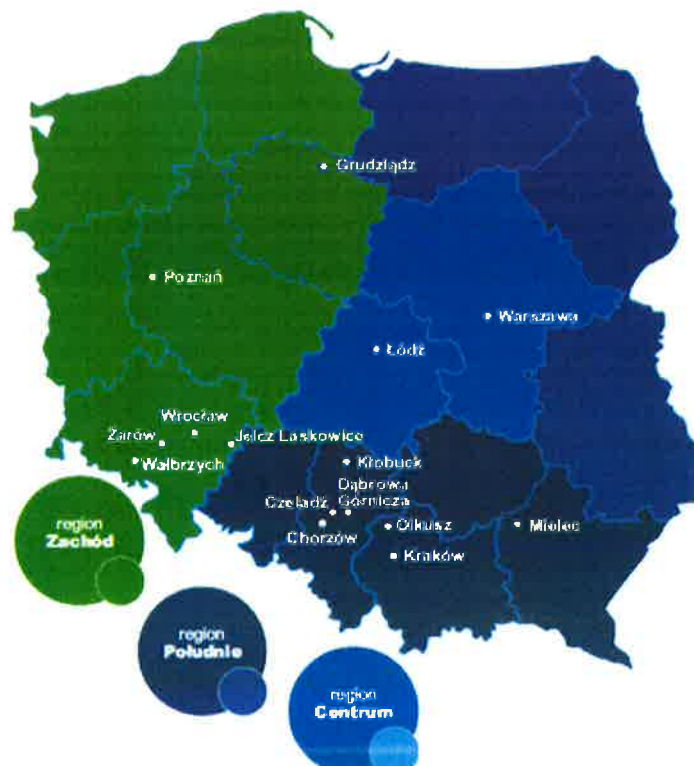 Grudziądz
Poznań
Warszawa
Łódź
Wrocław
Żarów
Jelcz Laskowice
Wałbrzych
Kłobuck
Dąbrowa
Górnicza
Czeladź
Chorzów
Olkusz
Mielec
Kraków
region
Zachód
region
Południe
region
Centrum